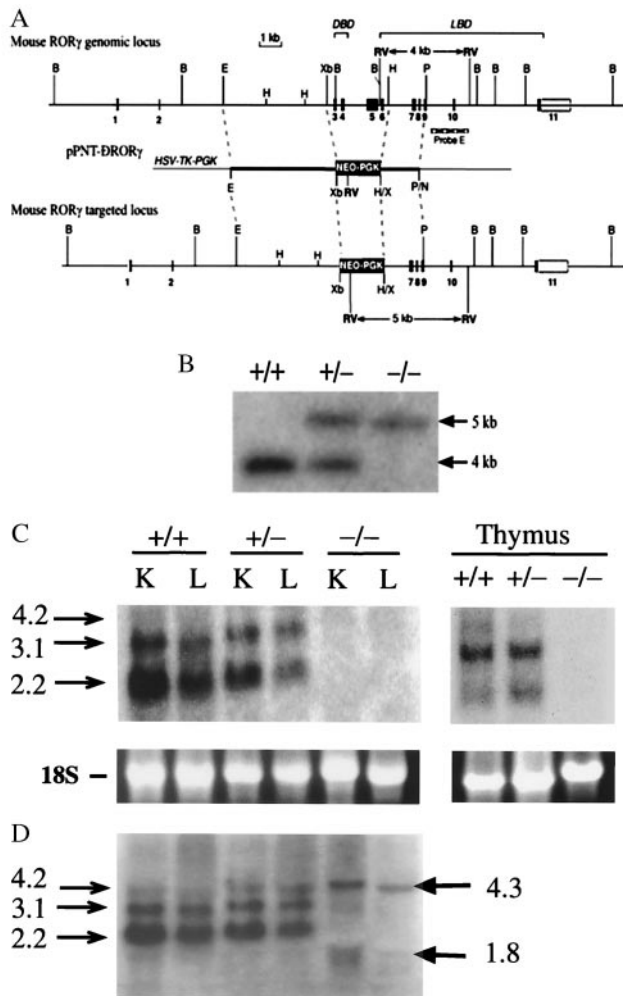 A
DBD
LBD
Mouse RORγ genomic locus
1 kb
RV 4 kb RV
B B E H H Xb B B H P B B B B
1 2 3 4 5 6 7 8 9 10 11
Probe E
pPNT-ÐRORγ
HSV-TK-PGK
NEO-PGK
E Xb RV H/X P/N
Mouse RORγ targeted locus
B B E H H P B B B B
NEO-PGK
1 2 Xb H/X 7 8 9 10 11
RV 5 kb RV
B
+/+ +/− −/−
5 kb
4 kb
C
+/+ +/− −/− Thymus
K L K L K L +/+ +/− −/−
4.2
3.1
2.2
18S –
D
4.2 4.3
3.1
2.2 1.8